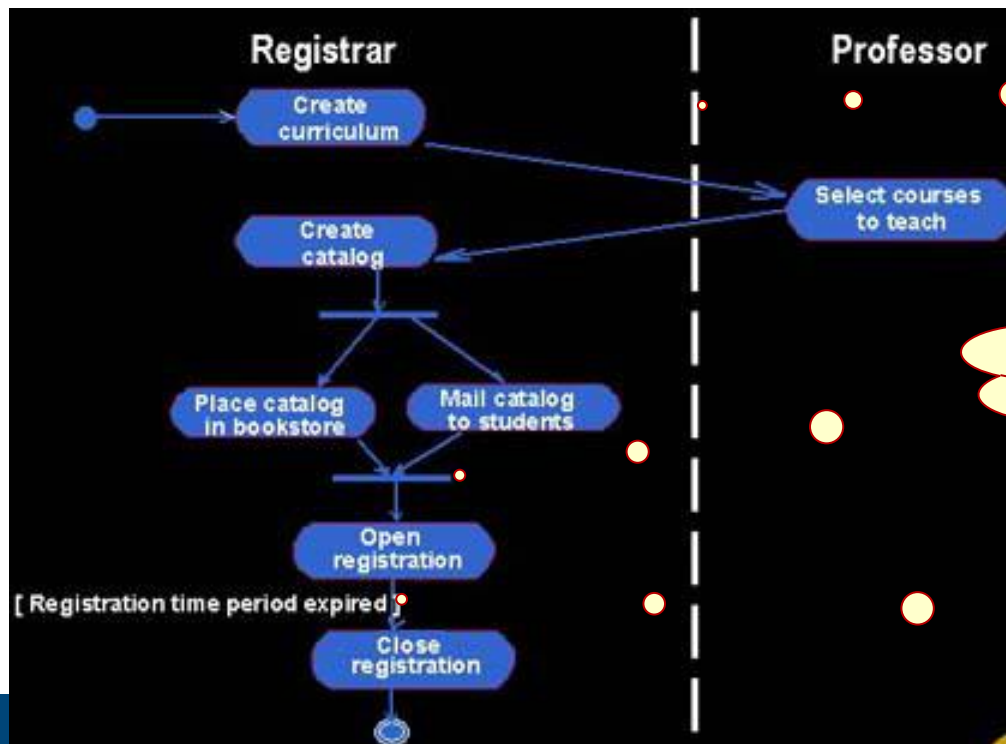 Registrar
Professor
Create
curriculum
Select courses
to teach
Create
catalog
Place catalog
in bookstore
Mail catalog
to students
Open
registration
[ Registration time period expired ]
Close
registration